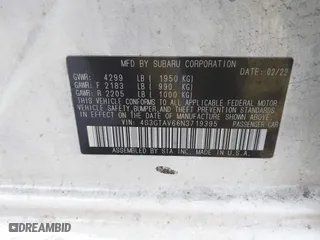 MFD. BY SUBARU CORPORATION
DATE 02/22
GVWR: 4299 LB ( 1950 KG)
GAWR: F 2183 LB ( 990 KG)
GAWR: R 2205 LB ( 1000 KG)
THIS VEHICLE CONFORMS TO ALL APPLICABLE FEDERAL MOTOR
VEHICLE SAFETY, BUMPER, AND THEFT PREVENTION STANDARDS
IN EFFECT ON THE DATE OF MANUFACTURE SHOWN ABOVE.
VIN: 4S3GTAV66N3719395 PASSENGER CAR
ASSEMBLED BY SIA INC. IN U.S.A.
DRIVERHISTORY